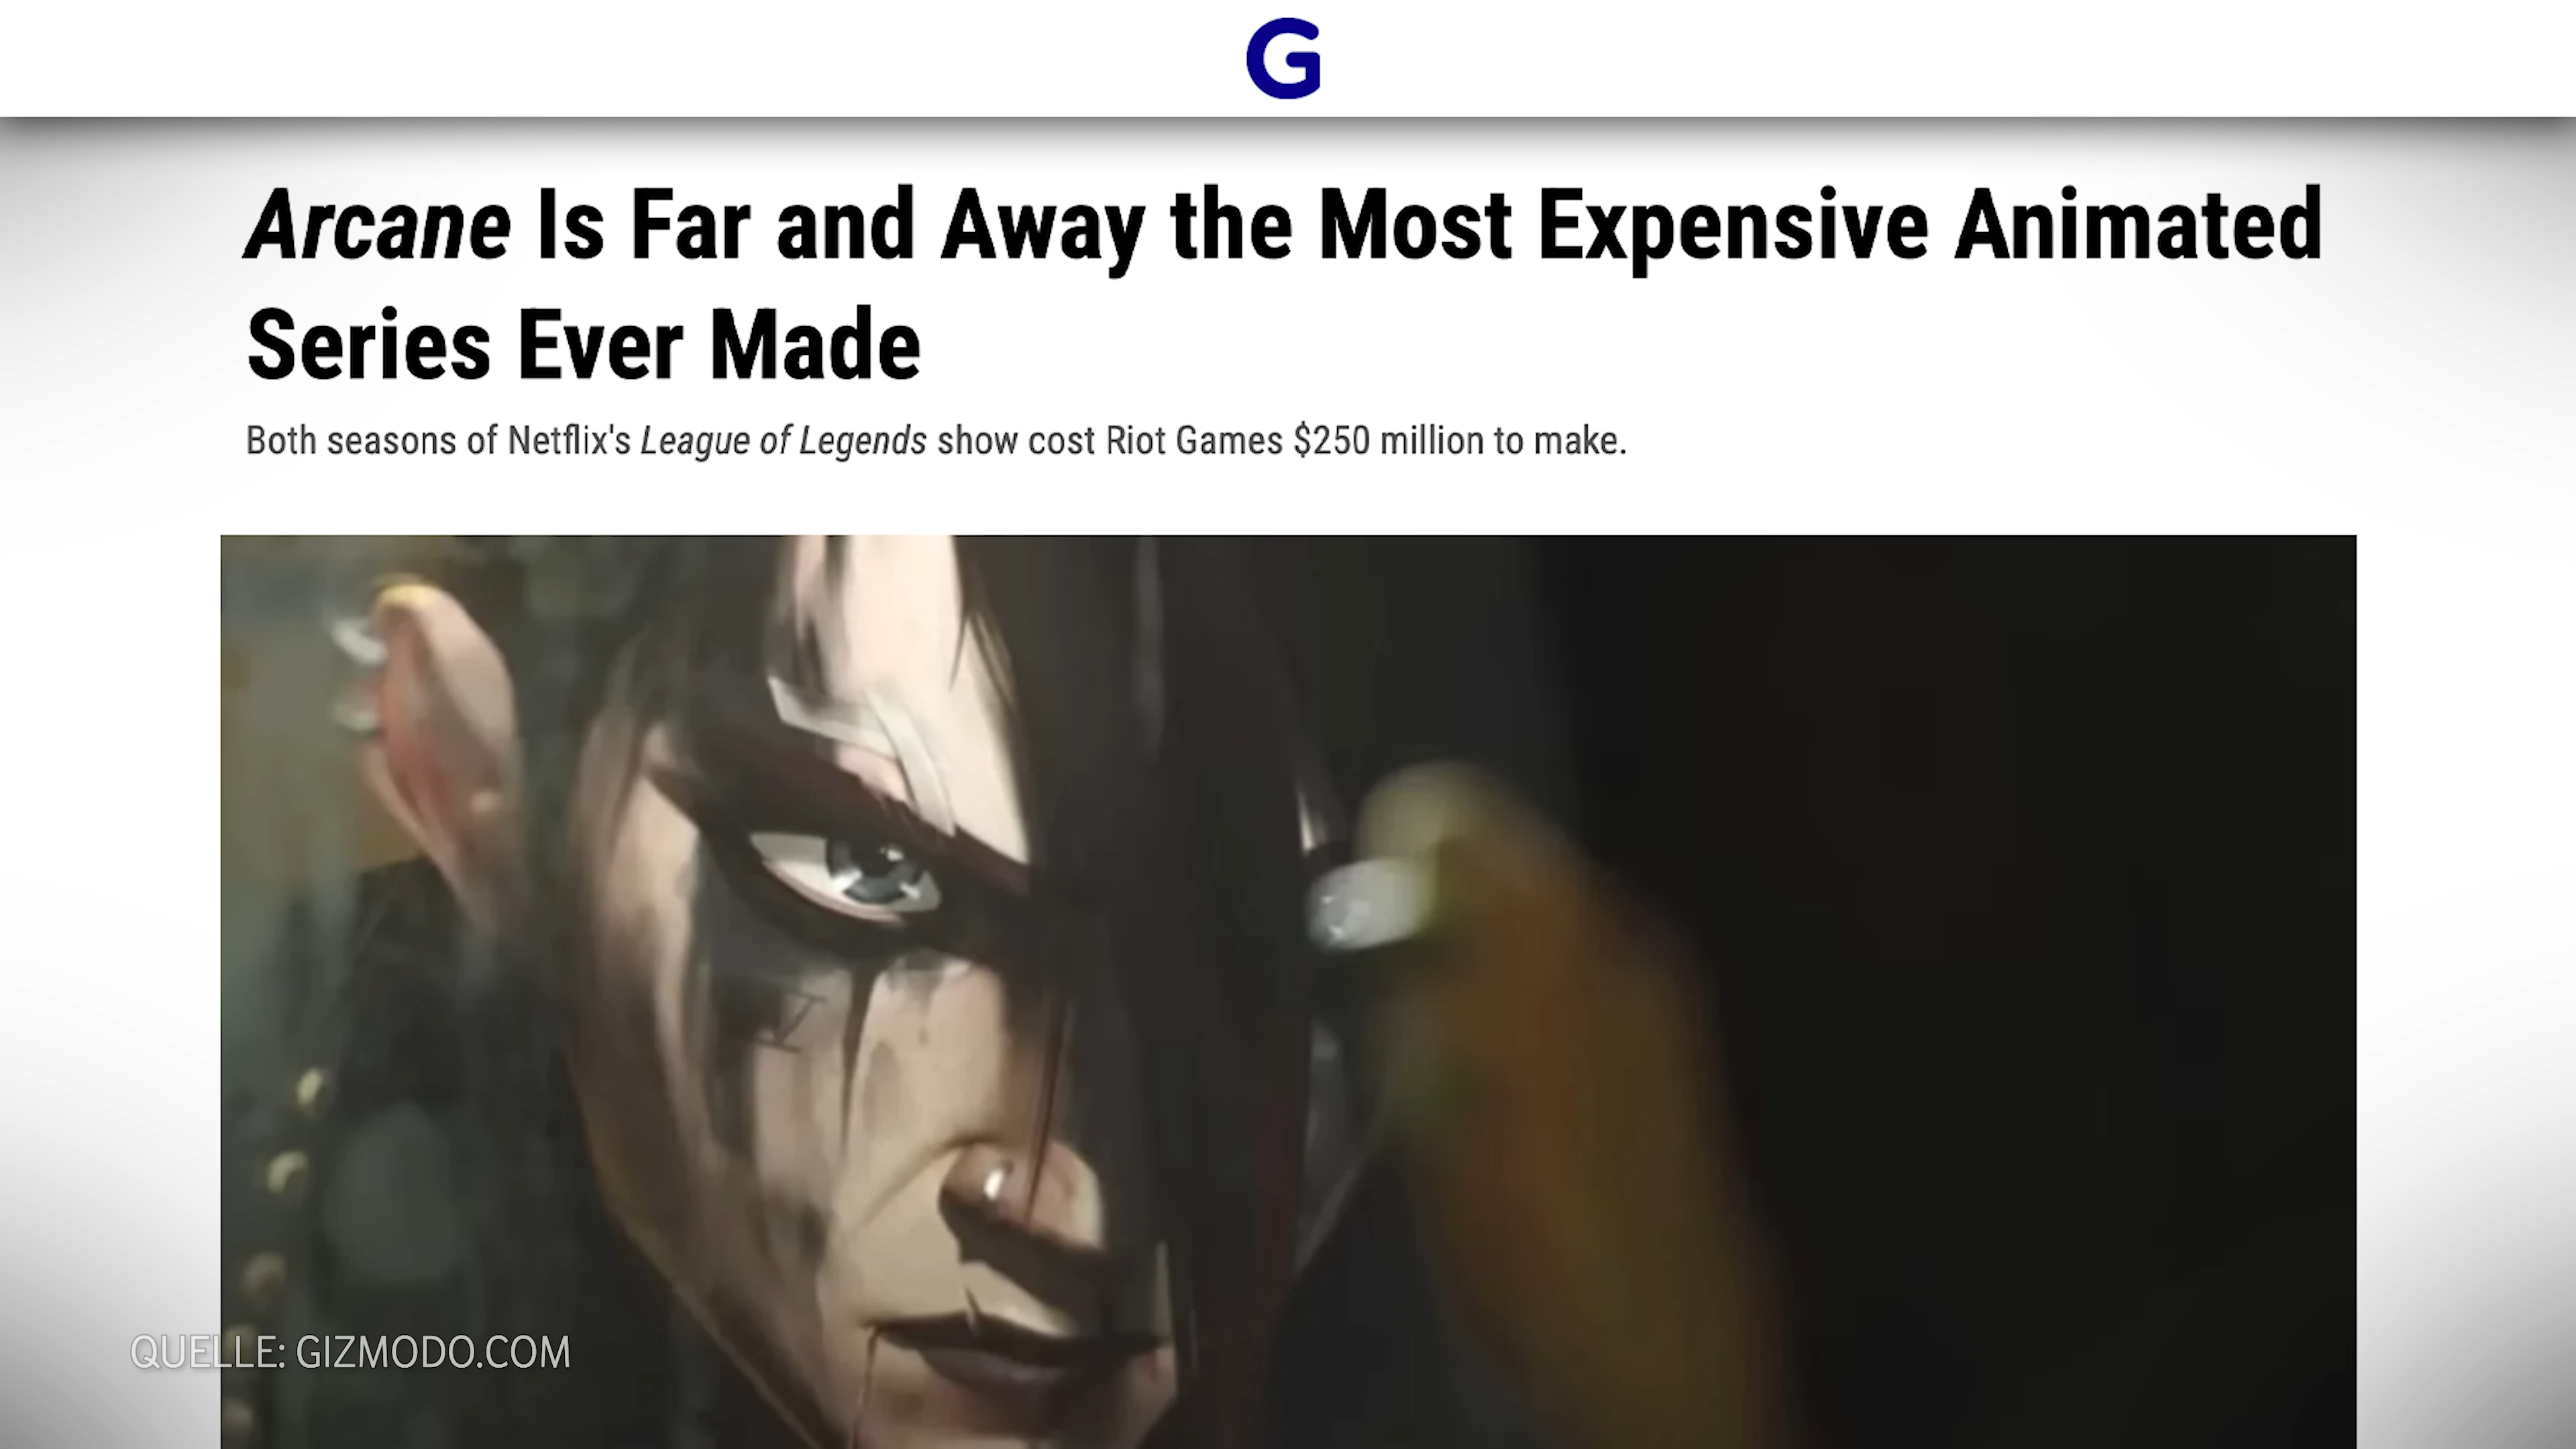 G
Arcane Is Far and Away the Most Expensive Animated
Series Ever Made
Both seasons of Netflix's League of Legends show cost Riot Games $250 million to make.
QUELLE: GIZMODO.COM